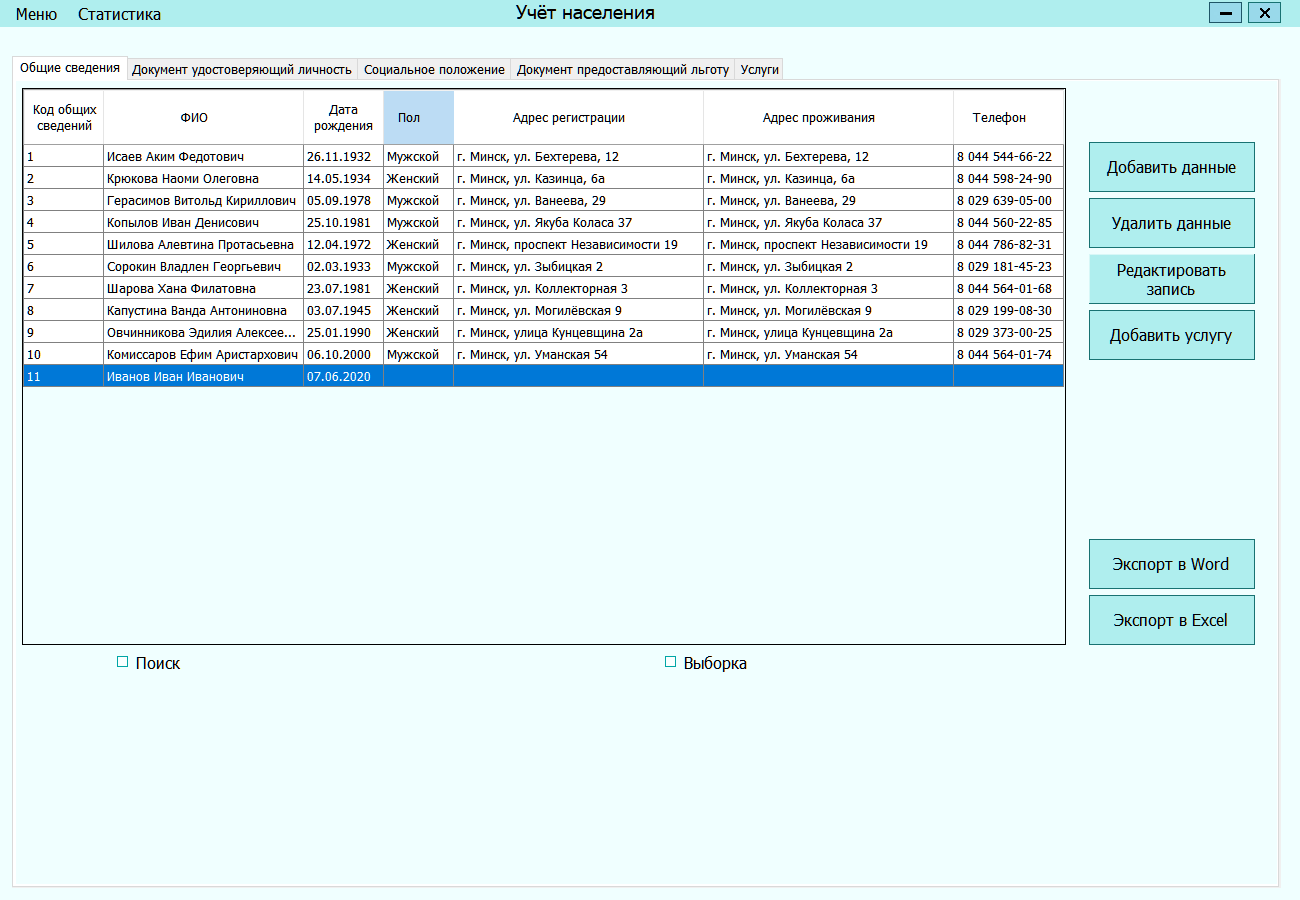 Меню Статистика Учёт населения
Общие сведения Документ удостоверяющий личность Социальное положение Документ предоставляющий льготу Услуги
Код общих сведений ФИО Дата рождения Пол Адрес регистрации Адрес проживания Телефон
1 Исаев Аким Федотович 26.11.1932 Мужской г. Минск, ул. Бехтерева, 12 г. Минск, ул. Бехтерева, 12 8 044 544-66-22
2 Крюкова Наоми Олеговна 14.05.1934 Женский г. Минск, ул. Казинца, 6а г. Минск, ул. Казинца, 6а 8 044 598-24-90
3 Герасимов Витольд Кириллович 05.09.1978 Мужской г. Минск, ул. Ванеева, 29 г. Минск, ул. Ванеева, 29 8 029 639-05-00
4 Копылов Иван Денисович 25.10.1981 Мужской г. Минск, ул. Якуба Коласа 37 г. Минск, ул. Якуба Коласа 37 8 044 560-22-85
5 Шилова Алевтина Протасьевна 12.04.1972 Женский г. Минск, проспект Независимости 19 г. Минск, проспект Независимости 19 8 044 786-82-31
6 Сорокин Владлен Георгьевич 02.03.1933 Мужской г. Минск, ул. Зыбицкая 2 г. Минск, ул. Зыбицкая 2 8 029 181-45-23
7 Шарова Хана Филатовна 23.07.1981 Женский г. Минск, ул. Коллекторная 3 г. Минск, ул. Коллекторная 3 8 044 564-01-68
8 Капустина Ванда Антониновна 03.07.1945 Женский г. Минск, ул. Могилёвская 9 г. Минск, ул. Могилёвская 9 8 029 199-08-30
9 Овчинникова Эдилия Алексее... 25.01.1990 Женский г. Минск, улица Кунцевщина 2а г. Минск, улица Кунцевщина 2а 8 029 373-00-25
10 Комиссаров Ефим Аристархович 06.10.2000 Мужской г. Минск, ул. Уманская 54 г. Минск, ул. Уманская 54 8 044 564-01-74
11 Иванов Иван Иванович 07.06.2020
Добавить данные
Удалить данные
Редактировать
запись
Добавить услугу
Экспорт в Word
Экспорт в Excel
Поиск Выборка